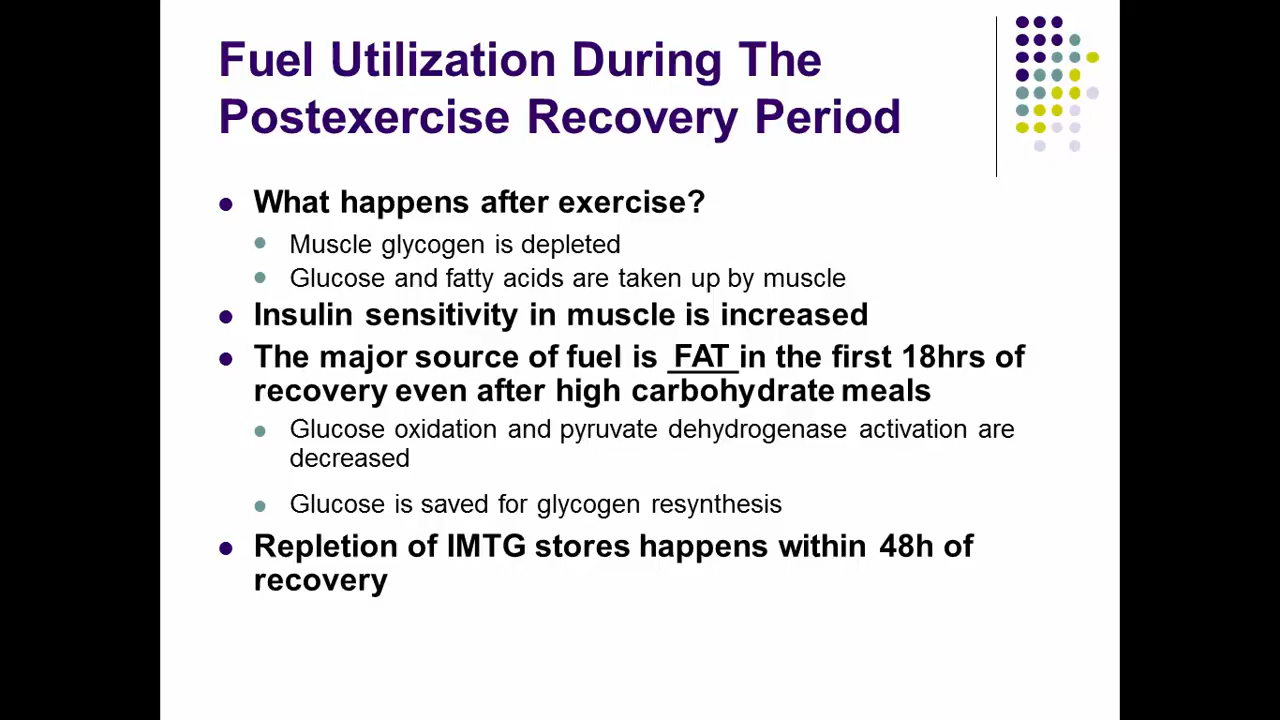 Fuel Utilization During The
Postexercise Recovery Period
What happens after exercise?
Muscle glycogen is depleted
Glucose and fatty acids are taken up by muscle
Insulin sensitivity in muscle is increased
The major source of fuel is FAT in the first 18hrs of
recovery even after high carbohydrate meals
Glucose oxidation and pyruvate dehydrogenase activation are
decreased
Glucose is saved for glycogen resynthesis
Repletion of IMTG stores happens within 48h of
recovery